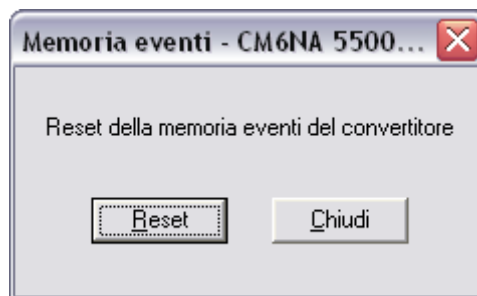 Memoria eventi - CM6NA 5500...
Reset della memoria eventi del convertitore
Reset Chiudi